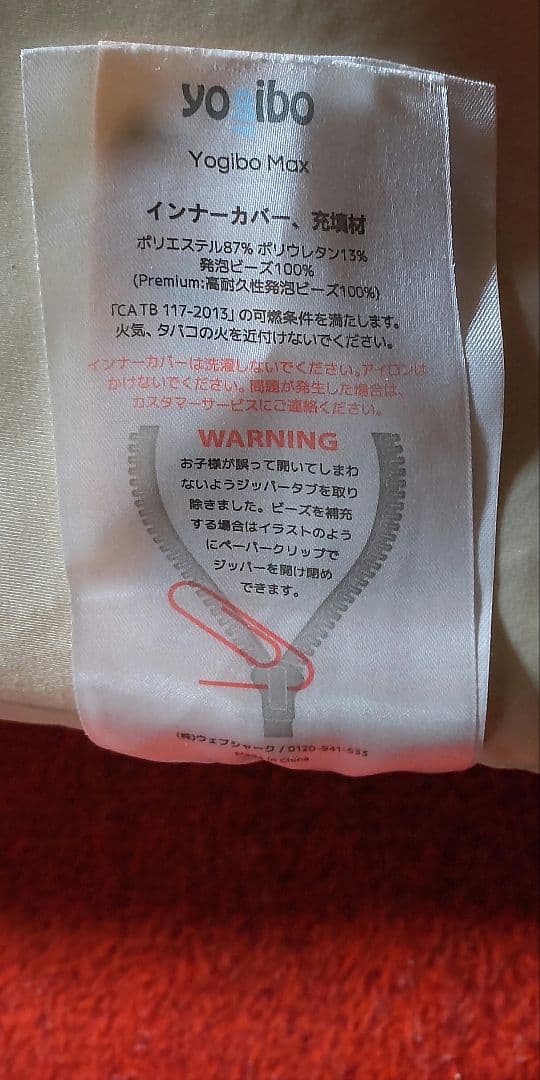 yogibo
Yogibo Max
インナーカバー、充填材
ポリエステル87% ポリウレタン13%
発泡ビーズ100%
(Premium:高耐久性発泡ビーズ100%)
「CA TB 117-2013」の可燃条件を満たします。
火気、タバコの火を近付けないでください。
インナーカバーは洗濯しないでください。アイロンは
かけないでください。問題が発生した場合は、
カスタマーサービスにご連絡ください。
WARNING
お子様が誤って開いてしまわ
ないようジッパータブを取り
除きました。ビーズを補充
する場合はイラストのよう
にペーパークリップで
ジッパーを開け閉め
できます。
(株)ウェブシャーク / 0120-941-533
Made in China